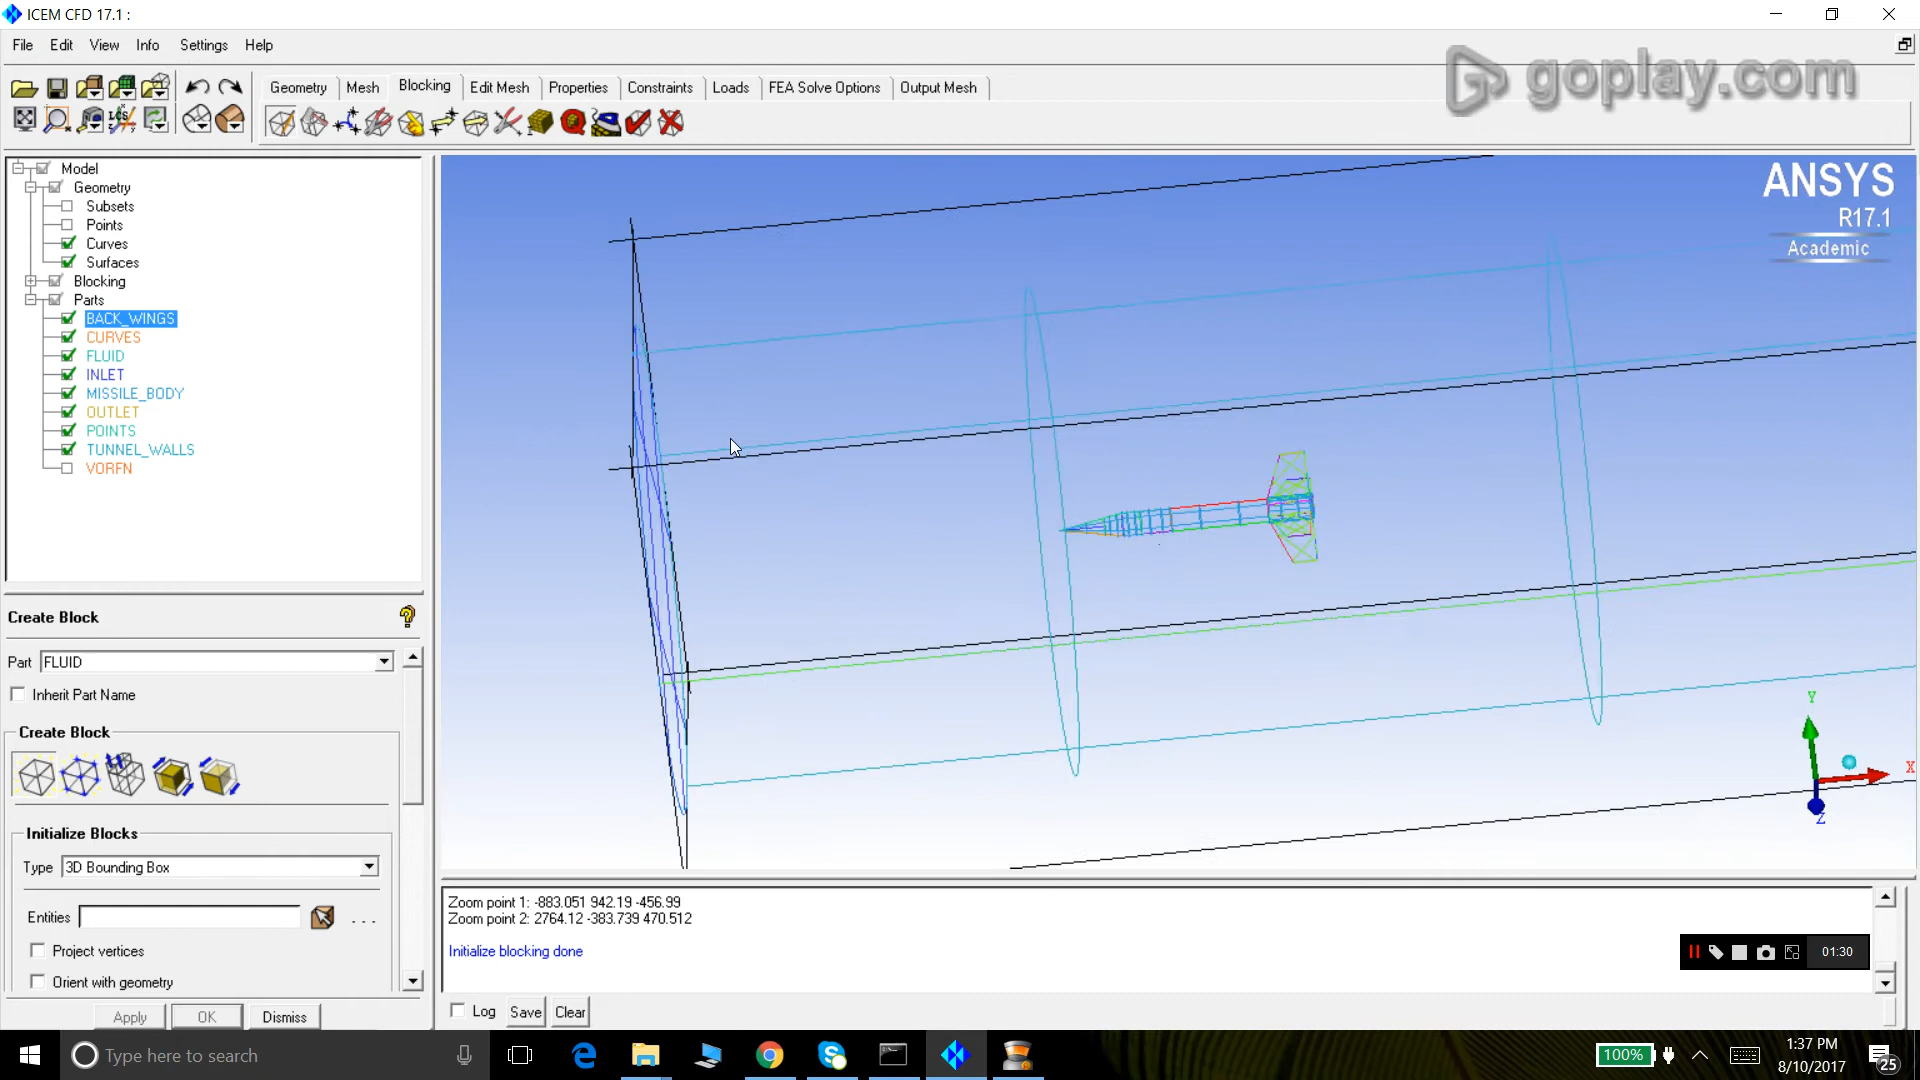 ICEM CFD 17.1 :
File Edit View Info Settings Help
goplay.com
Geometry Mesh Blocking Edit Mesh Properties Constraints Loads FEA Solve Options Output Mesh
LCS
Model
Geometry
Subsets
Points
Curves
Surfaces
Blocking
Parts
BACK_WINGS
CURVES
FLUID
INLET
MISSILE_BODY
OUTLET
POINTS
TUNNEL_WALLS
VORFN
ANSYS
R17.1
Academic
Y
X
Z
Create Block
Part FLUID
Inherit Part Name
Create Block
Initialize Blocks
Type 3D Bounding Box
Entities ...
Project vertices
Orient with geometry
Apply OK Dismiss
Zoom point 1: -883.051 942.19 -456.99
Zoom point 2: 2764.12 -383.739 470.512
Initialize blocking done
01:30
Log Save Clear
Type here to search
100%
1:37 PM
8/10/2017
25